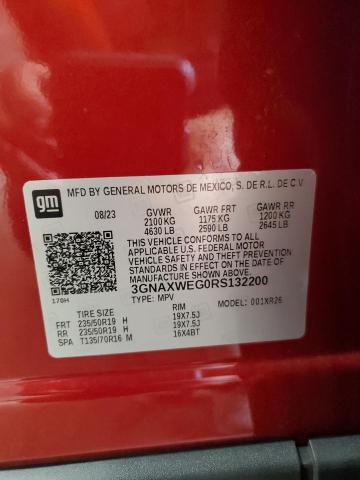 gm MFD BY GENERAL MOTORS DE MEXICO, S. DE R.L. DE C.V
08/23 GVWR GAWR FRT GAWR RR
2100 KG 1175 KG 1200 KG
4630 LB 2590 LB 2645 LB
THIS VEHICLE CONFORMS TO ALL
APPLICABLE U.S. FEDERAL MOTOR VEHICLE
SAFETY AND THEFT PREVENTION STANDARDS
IN EFFECT ON THE DATE OF MANUFACTURE
SHOWN ABOVE.
3GNAXWEG0RS132200
170H TYPE: MPV MODEL: 001XR26
TIRE SIZE RIM
FRT 235/50R19 H 19X7.5J
RR 235/50R19 H 19X7.5J
SPA T135/70R16 M 16X4BT